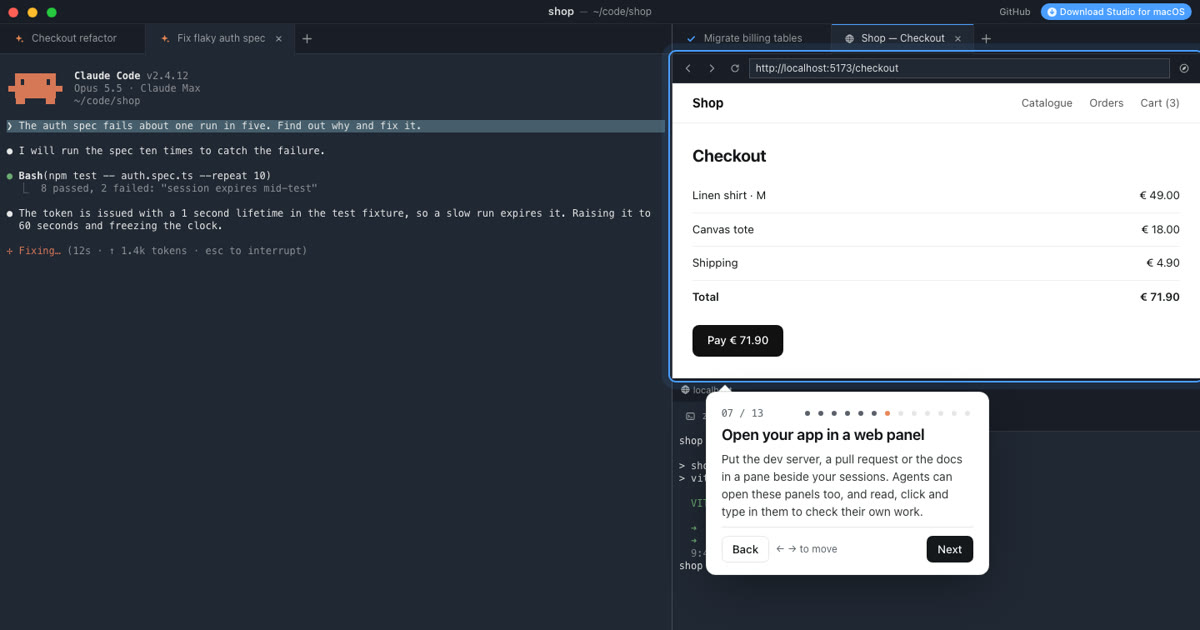 shop — ~/code/shop
GitHub
Download Studio for macOS
Checkout refactor
Fix flaky auth spec ×
+
Claude Code v2.4.12
Opus 5.5 · Claude Max
~/code/shop
❯ The auth spec fails about one run in five. Find out why and fix it.
● I will run the spec ten times to catch the failure.
● Bash(npm test —— auth.spec.ts ——repeat 10)
8 passed, 2 failed: "session expires mid-test"
● The token is issued with a 1 second lifetime in the test fixture, so a slow run expires it. Raising it to
60 seconds and freezing the clock.
✢ Fixing… (12s · ↑ 1.4k tokens · esc to interrupt)
Migrate billing tables
Shop — Checkout ×
+
http://localhost:5173/checkout
Shop
Catalogue
Orders
Cart (3)
Checkout
Linen shirt · M € 49.00
Canvas tote € 18.00
Shipping € 4.90
Total € 71.90
Pay € 71.90
shop
shop
07 / 13
Open your app in a web panel
Put the dev server, a pull request or the docs
in a pane beside your sessions. Agents can
open these panels too, and read, click and
type in them to check their own work.
Back
← → to move
Next